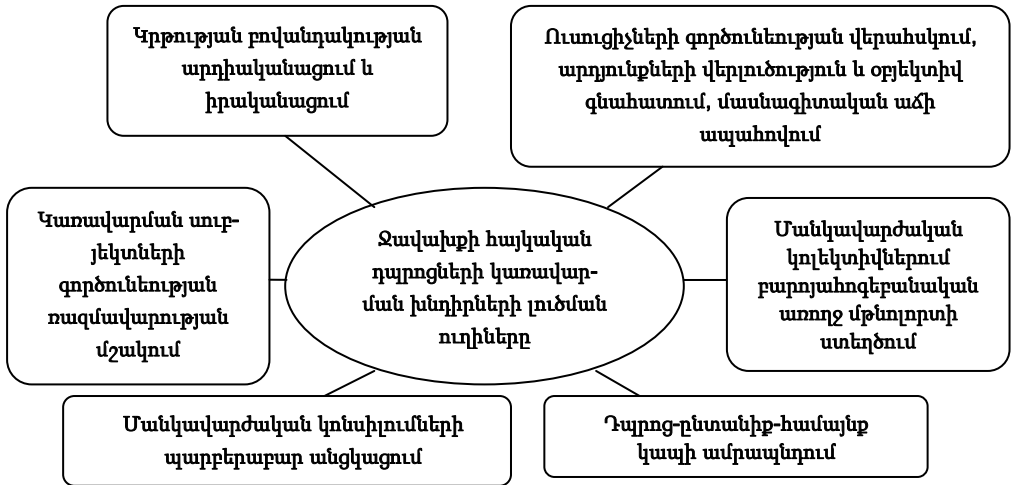 Կրթության բովանդակության
արդիականացում և
իրականացում
Ուսուցիչների գործունեության վերահսկում,
արդյունքների վերլուծություն և օբյեկտիվ
գնահատում, մասնագիտական աճի
ապահովում
Կառավարման սուբ-
յեկտների
գործունեության
ռազմավարության
մշակում
Ջավախքի հայկական
դպրոցների կառավար-
ման խնդիրների լուծման
ուղիները
Մանկավարժական
կոլեկտիվներում
բարոյահոգեբանական
առողջ մթնոլորտի
ստեղծում
Մանկավարժական կոնսիլումների
պարբերաբար անցկացում
Դպրոց-ընտանիք-համայնք
կապի ամրապնդում